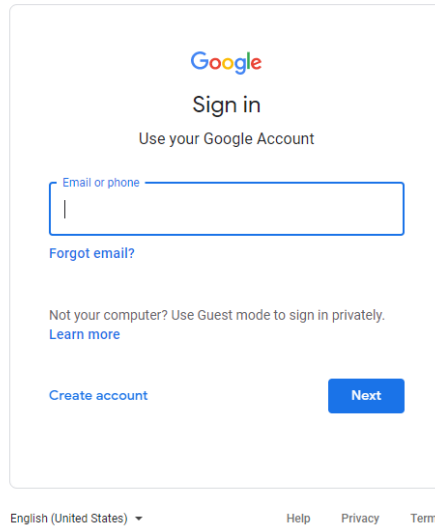 Google
Sign in
Use your Google Account
Email or phone
Forgot email?
Not your computer? Use Guest mode to sign in privately.
Learn more
Create account
Next
English (United States)
Help Privacy Term